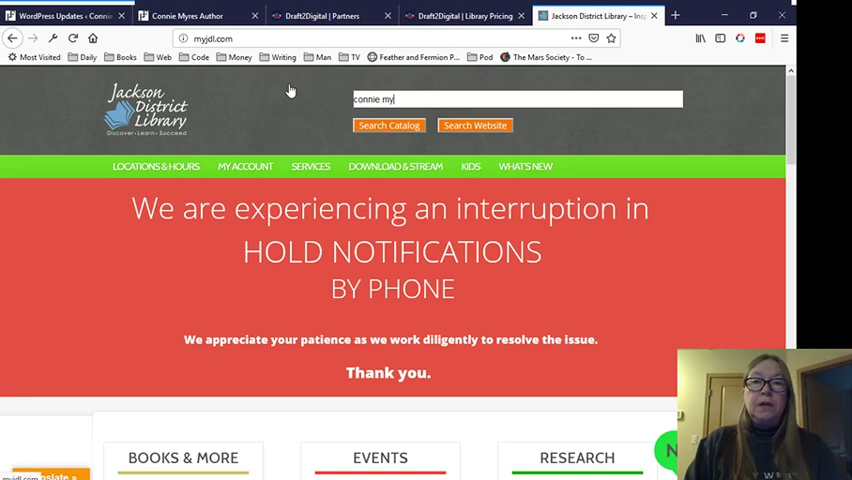 WordPress Updates ‹ Connie
Connie Myres Author
Draft2Digital | Partners
Draft2Digital | Library Pricing
Jackson District Library – Insp
myjdl.com
Most Visited
Daily
Books
Web
Code
Money
Writing
Man
TV
Feather and Fermion P...
Pod
The Mars Society - To ...
Jackson
District
Library
Discover • Learn • Succeed
connie my
Search Catalog
Search Website
LOCATIONS & HOURS
MY ACCOUNT
SERVICES
DOWNLOAD & STREAM
KIDS
WHAT'S NEW
We are experiencing an interruption in
HOLD NOTIFICATIONS
BY PHONE
We appreciate your patience as we work diligently to resolve the issue.
Thank you.
BOOKS & MORE
EVENTS
RESEARCH
N
nslate »
myjdl.com